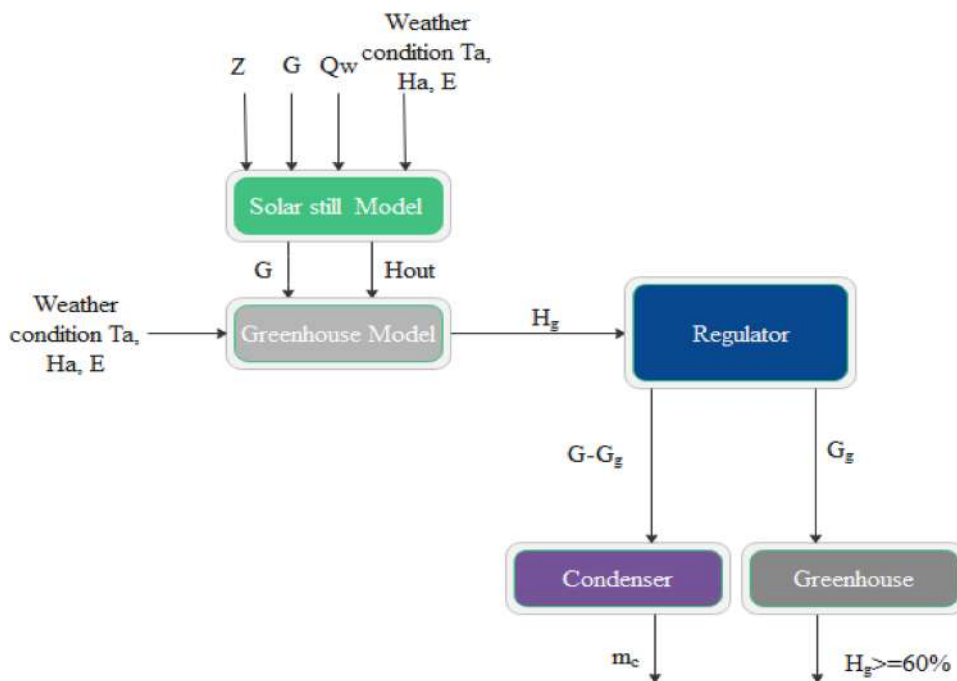 Weather
condition Ta,
Ha, E
Z
G
Qw
Solar still Model
G
Hout
Weather
condition Ta,
Ha, E
Greenhouse Model
Hg
Regulator
G-Gg
Gg
Condenser
Greenhouse
mc
Hg>=60%